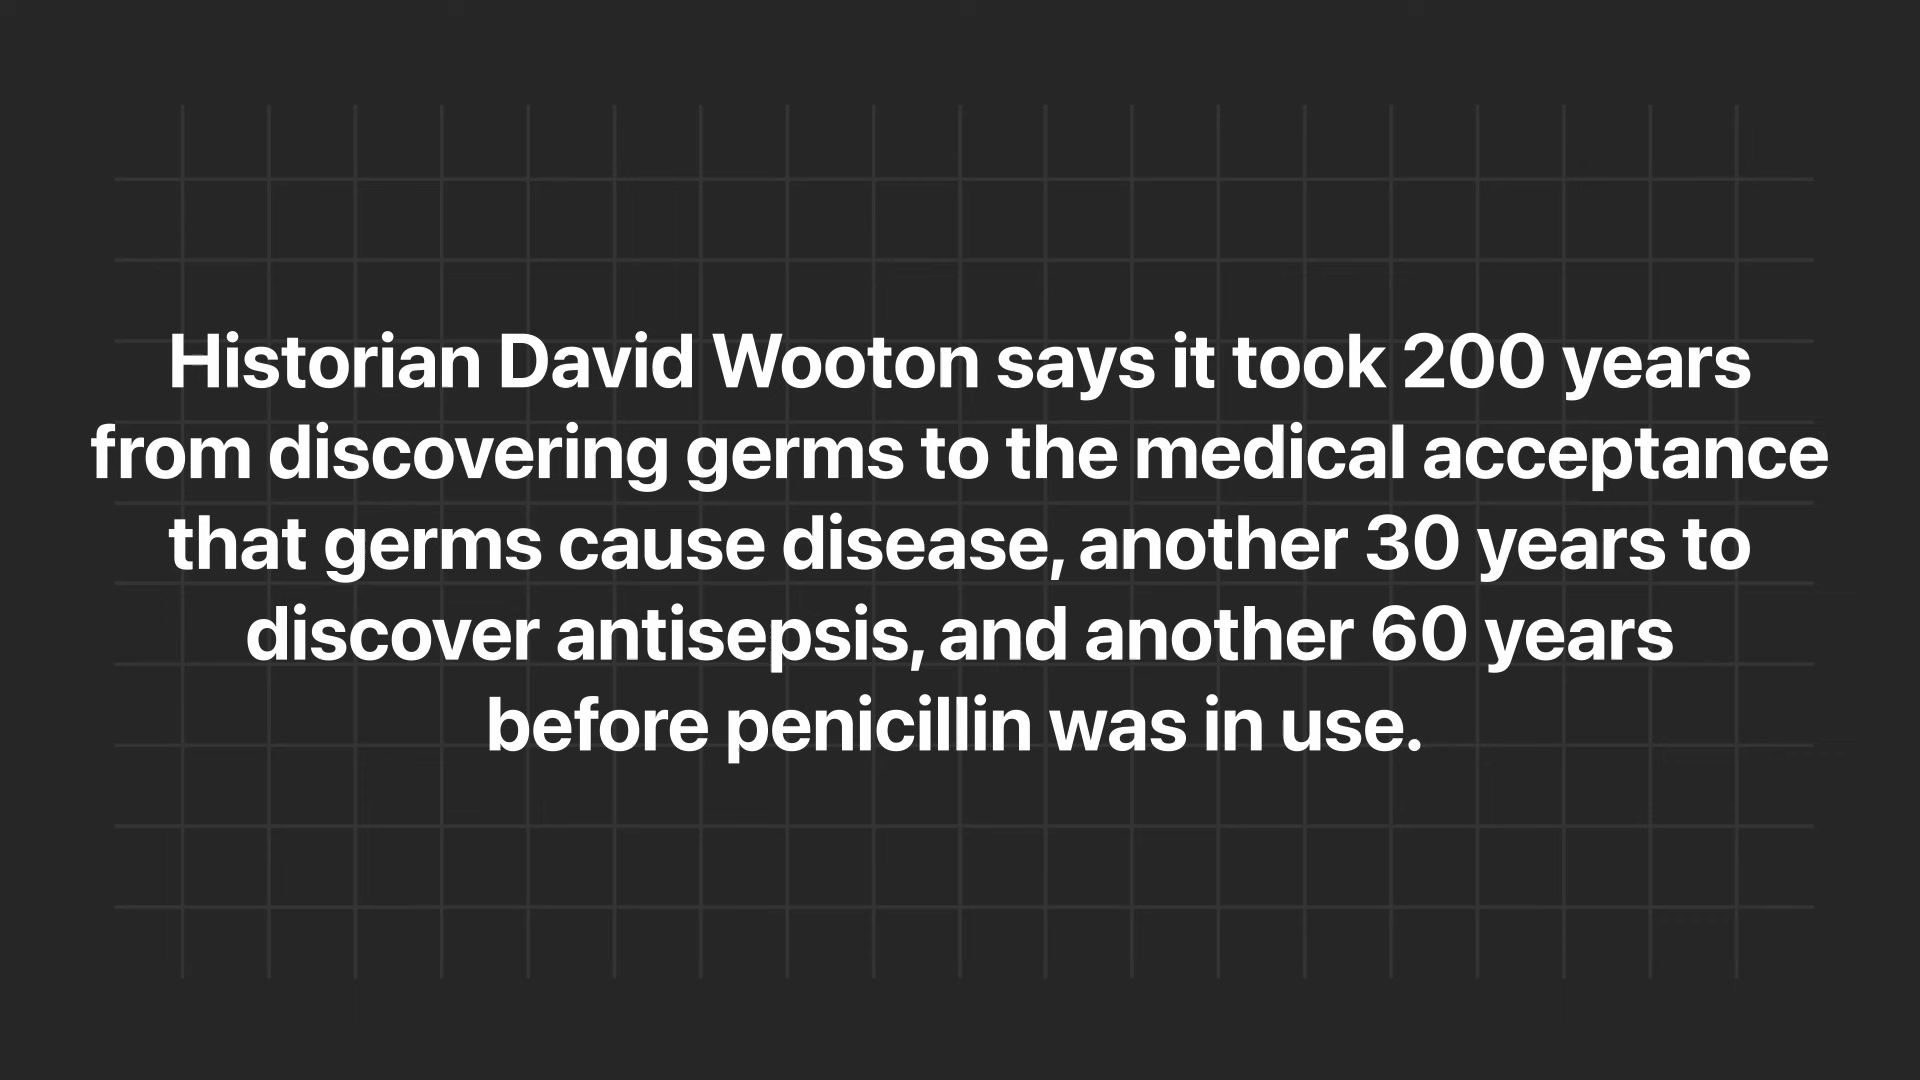 Historian David Wooton says it took 200 years
from discovering germs to the medical acceptance
that germs cause disease, another 30 years to
discover antisepsis, and another 60 years
before penicillin was in use.